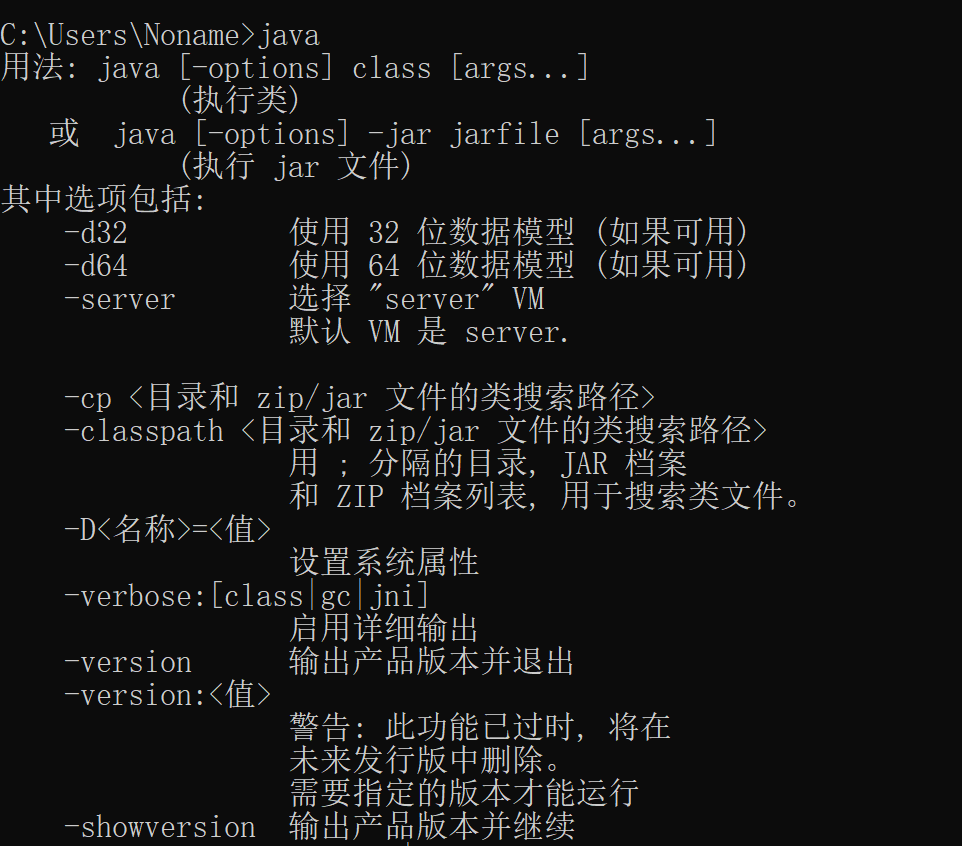 C:\Users\Noname>java
用法: java [-options] class [args...]
(执行类)
或 java [-options] -jar jarfile [args...]
(执行 jar 文件)
其中选项包括:
-d32 使用 32 位数据模型 (如果可用)
-d64 使用 64 位数据模型 (如果可用)
-server 选择 "server" VM
默认 VM 是 server.
-cp <目录和 zip/jar 文件的类搜索路径>
-classpath <目录和 zip/jar 文件的类搜索路径>
用 ; 分隔的目录, JAR 档案
和 ZIP 档案列表, 用于搜索类文件。
-D<名称>=<值>
设置系统属性
-verbose:[class|gc|jni]
启用详细输出
-version 输出产品版本并退出
-version:<值>
警告: 此功能已过时, 将在
未来发行版中删除。
需要指定的版本才能运行
-showversion 输出产品版本并继续